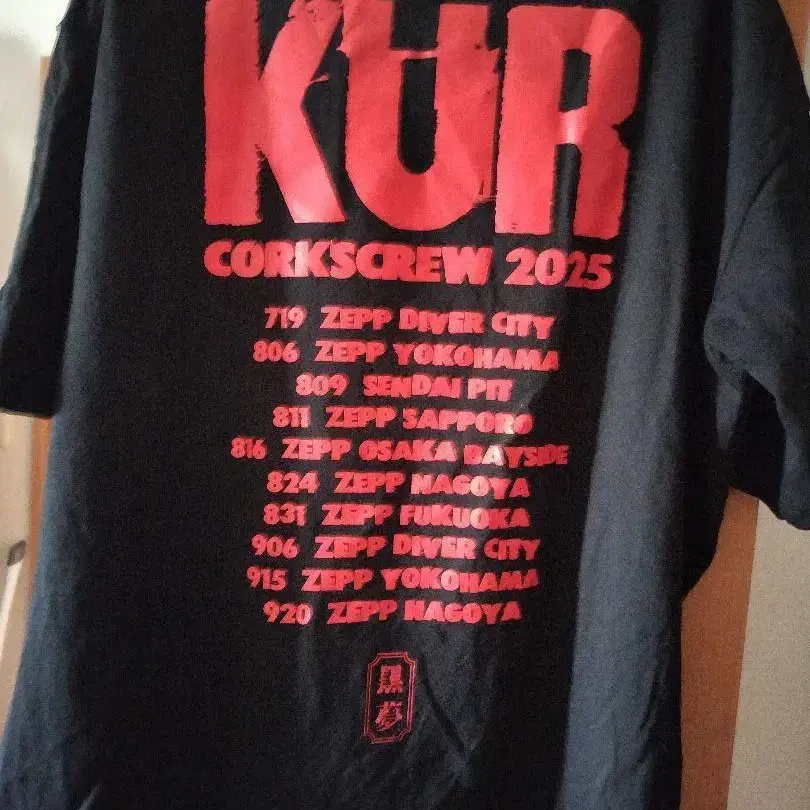 KUR
CORKSCREW 2025
719 ZEPP DIVER CITY
806 ZEPP YOKOHAMA
809 SENDAI PIT
811 ZEPP SAPPORO
816 ZEPP OSAKA BAYSIDE
824 ZEPP NAGOYA
831 ZEPP FUKUOKA
906 ZEPP DIVER CITY
915 ZEPP YOKOHAMA
920 ZEPP NAGOYA
黒夢